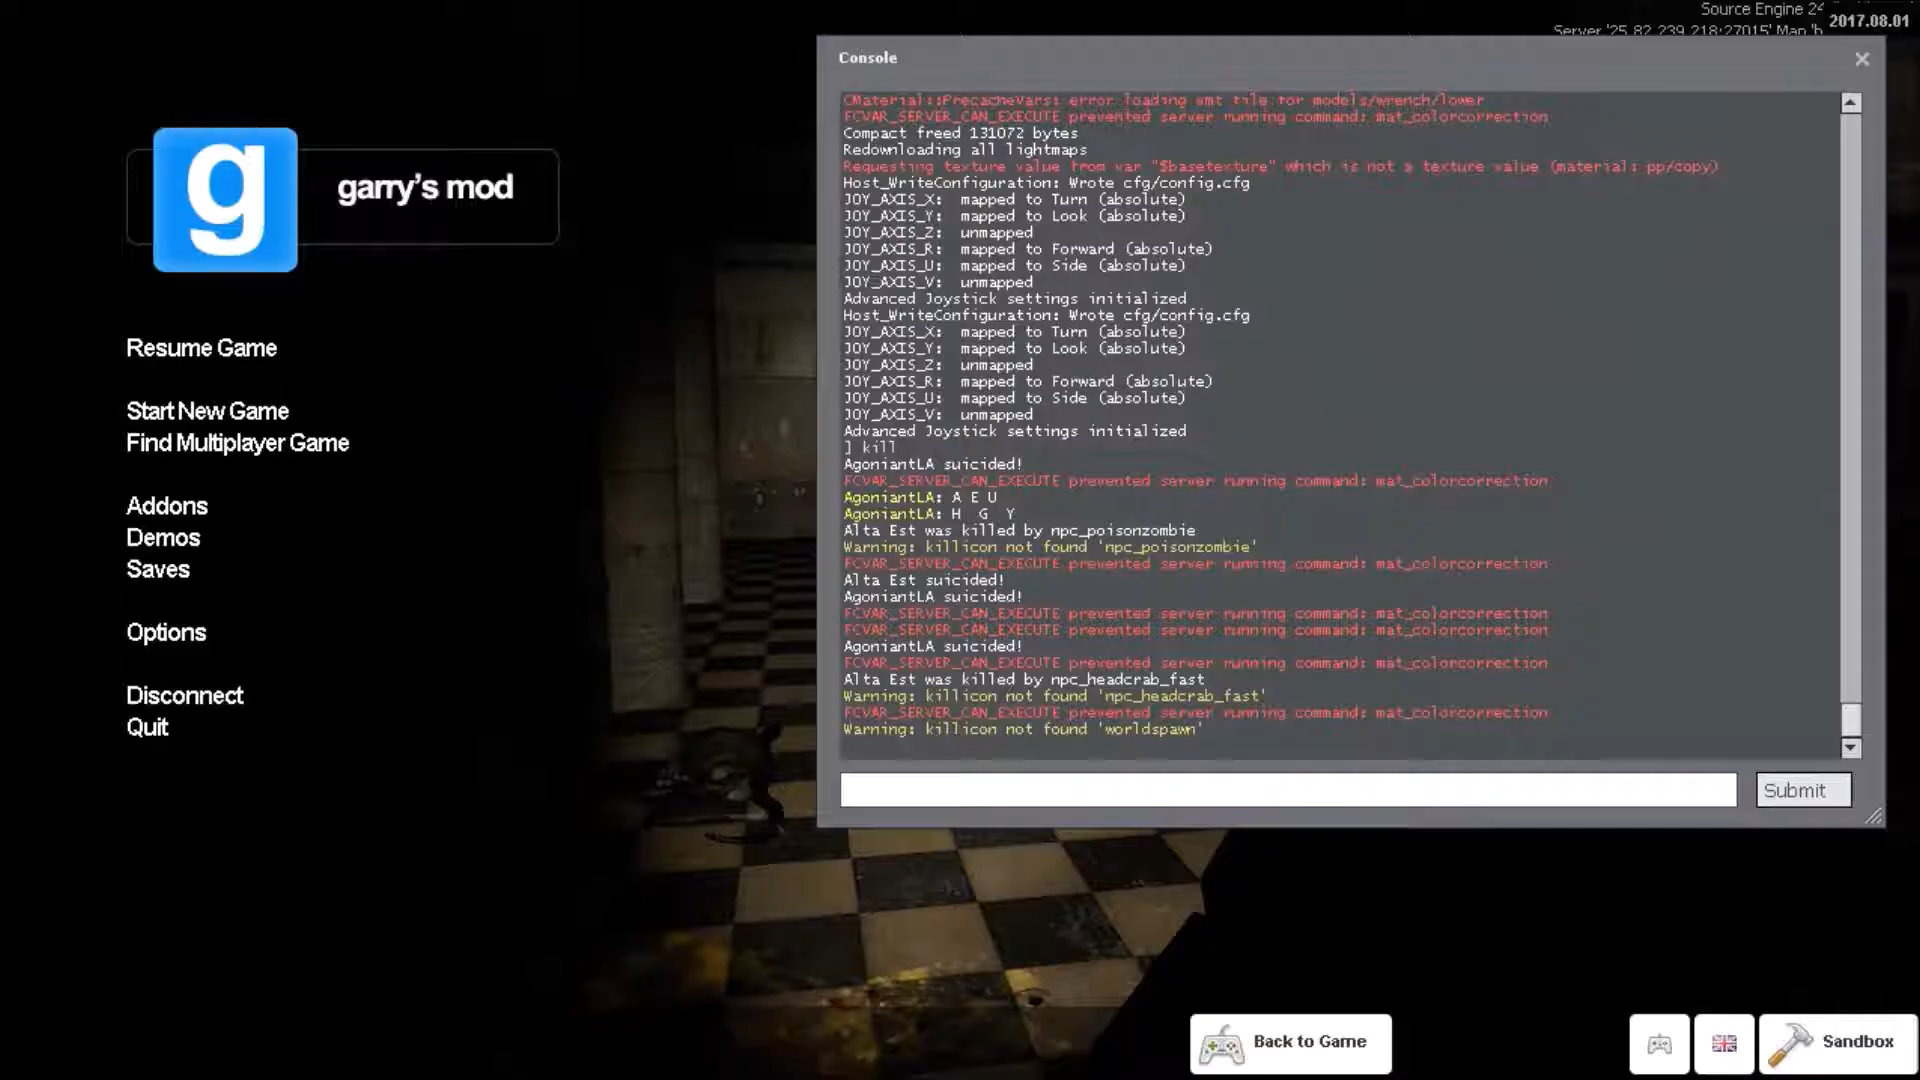 Source Engine 24
2017.08.01
Server '25.82.239.218:27015' Map 'b
g garry's mod
Resume Game
Start New Game
Find Multiplayer Game
Addons
Demos
Saves
Options
Disconnect
Quit
Console
CMaterial::PrecacheVars: error loading vmt file for models/wrench/lower
FCVAR_SERVER_CAN_EXECUTE prevented server running command: mat_colorcorrection
Compact freed 131072 bytes
Redownloading all lightmaps
Requesting texture value from var "$basetexture" which is not a texture value (material: pp/copy)
Host_WriteConfiguration: Wrote cfg/config.cfg
JOY_AXIS_X:  mapped to Turn (absolute)
JOY_AXIS_Y:  mapped to Look (absolute)
JOY_AXIS_Z:  unmapped
JOY_AXIS_R:  mapped to Forward (absolute)
JOY_AXIS_U:  mapped to Side (absolute)
JOY_AXIS_V:  unmapped
Advanced Joystick settings initialized
Host_WriteConfiguration: Wrote cfg/config.cfg
JOY_AXIS_X:  mapped to Turn (absolute)
JOY_AXIS_Y:  mapped to Look (absolute)
JOY_AXIS_Z:  unmapped
JOY_AXIS_R:  mapped to Forward (absolute)
JOY_AXIS_U:  mapped to Side (absolute)
JOY_AXIS_V:  unmapped
Advanced Joystick settings initialized
] kill
AgoniantLA suicided!
FCVAR_SERVER_CAN_EXECUTE prevented server running command: mat_colorcorrection
AgoniantLA: A E U
AgoniantLA: H  G  Y
Alta Est was killed by npc_poisonzombie
Warning: killicon not found 'npc_poisonzombie'
FCVAR_SERVER_CAN_EXECUTE prevented server running command: mat_colorcorrection
Alta Est suicided!
AgoniantLA suicided!
FCVAR_SERVER_CAN_EXECUTE prevented server running command: mat_colorcorrection
FCVAR_SERVER_CAN_EXECUTE prevented server running command: mat_colorcorrection
AgoniantLA suicided!
FCVAR_SERVER_CAN_EXECUTE prevented server running command: mat_colorcorrection
Alta Est was killed by npc_headcrab_fast
Warning: killicon not found 'npc_headcrab_fast'
FCVAR_SERVER_CAN_EXECUTE prevented server running command: mat_colorcorrection
Warning: killicon not found 'worldspawn'
Submit
Back to Game
Sandbox